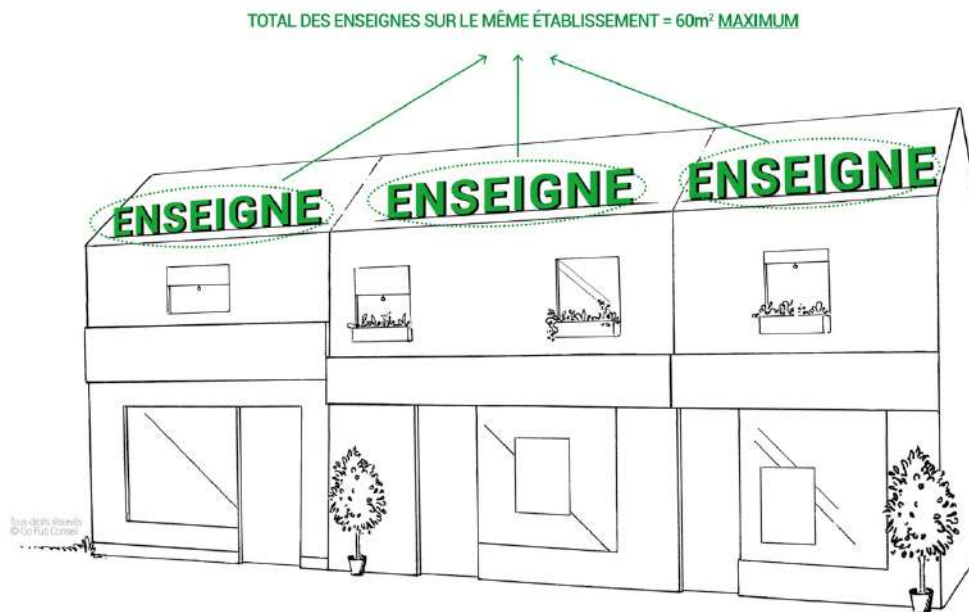 TOTAL DES ENSEIGNES SUR LE MÊME ÉTABLISSEMENT = 60m² MAXIMUM
ENSEIGNE ENSEIGNE ENSEIGNE
Tous droits réservés
© Go Pub Conseil